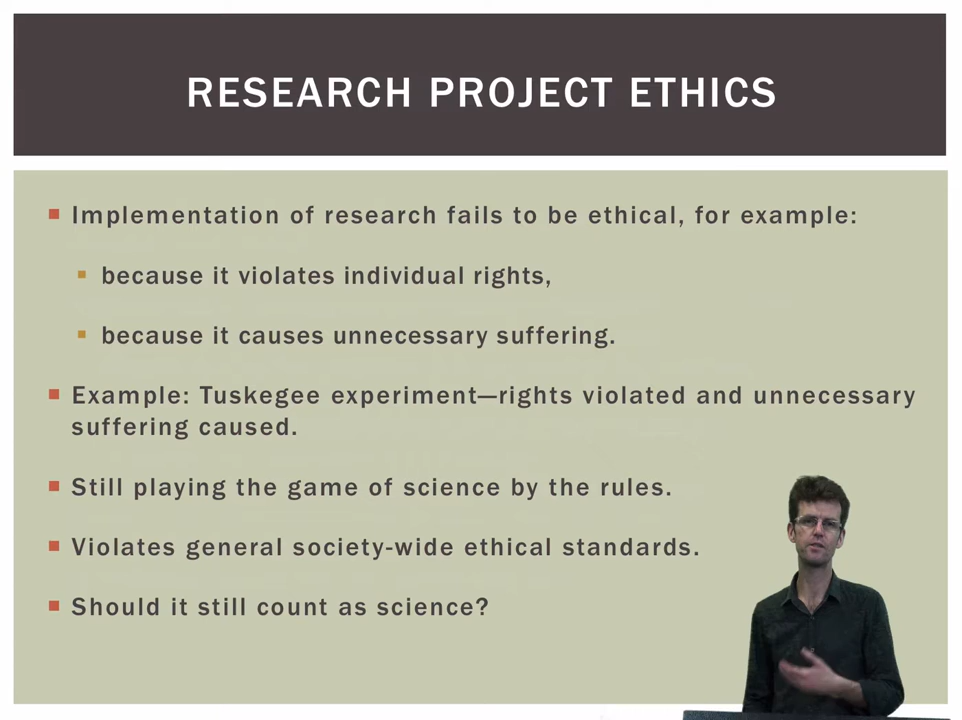 RESEARCH PROJECT ETHICS
Implementation of research fails to be ethical, for example:
because it violates individual rights,
because it causes unnecessary suffering.
Example: Tuskegee experiment—rights violated and unnecessary
suffering caused.
Still playing the game of science by the rules.
Violates general society-wide ethical standards.
Should it still count as science?